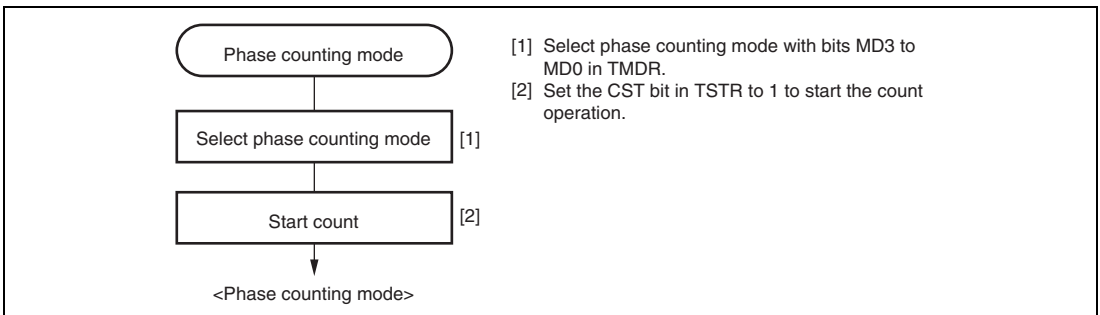 Phase counting mode
Select phase counting mode [1]
Start count [2]
<Phase counting mode>
[1] Select phase counting mode with bits MD3 to
MD0 in TMDR.
[2] Set the CST bit in TSTR to 1 to start the count
operation.